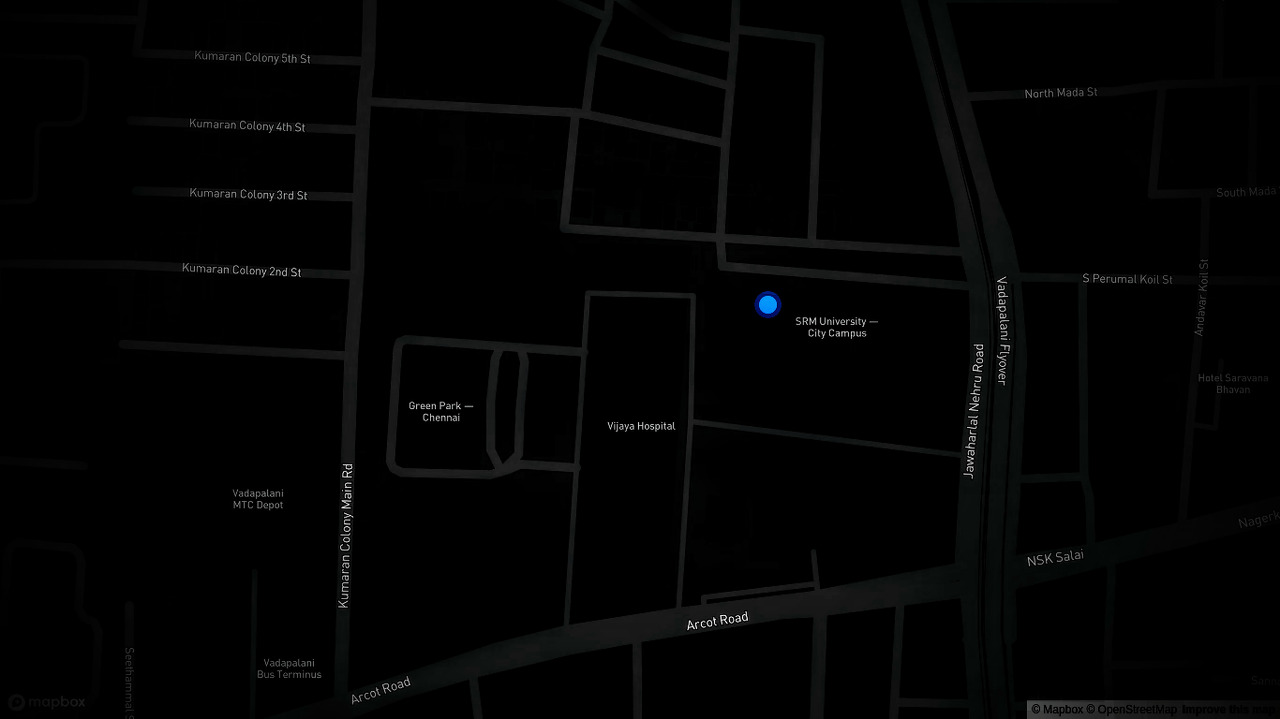 Kumaran Colony 5th St
North Mada St
Kumaran Colony 4th St
Kumaran Colony 3rd St
South Mada
Kumaran Colony 2nd St
S Perumal Koil St
Vadapalani Flyover
Andavar Koil St
SRM University —
City Campus
Jawaharlal Nehru Road
Hotel Saravana
Bhavan
Green Park —
Chennai
Vijaya Hospital
Kumaran Colony Main Rd
Vadapalani
MTC Depot
NSK Salai
Arcot Road
Vadapalani
Bus Terminus
Arcot Road
mapbox
© Mapbox © OpenStreetMap Improve this map